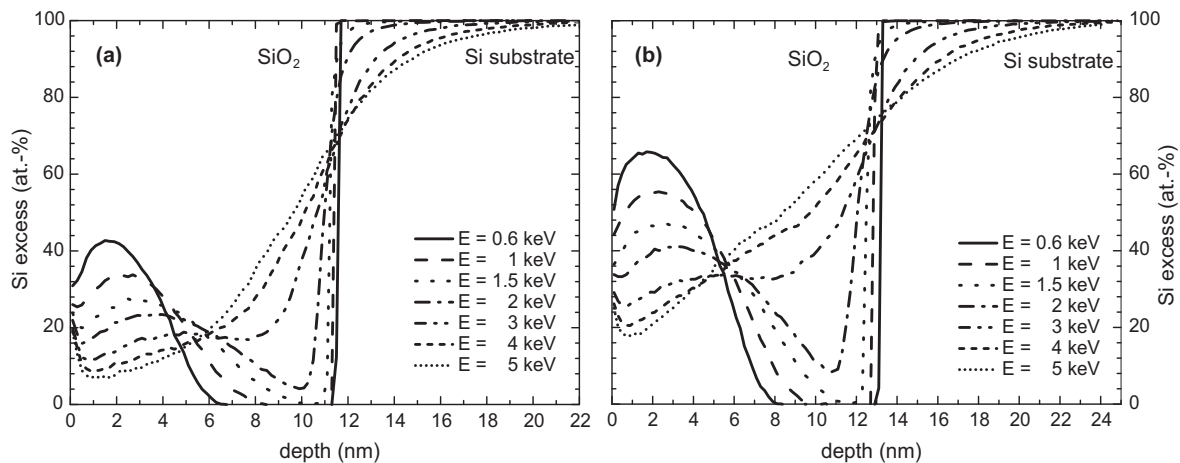 (a) SiO₂ Si substrate
Si excess (at.-%)
100
80
60
40
20
0
E = 0.6 keV
E = 1 keV
E = 1.5 keV
E = 2 keV
E = 3 keV
E = 4 keV
E = 5 keV
0 2 4 6 8 10 12 14 16 18 20 22
depth (nm)
(b) SiO₂ Si substrate
E = 0.6 keV
E = 1 keV
E = 1.5 keV
E = 2 keV
E = 3 keV
E = 4 keV
E = 5 keV
0 2 4 6 8 10 12 14 16 18 20 22 24
depth (nm)
100
80
60
40
20
0
Si excess (at.-%)